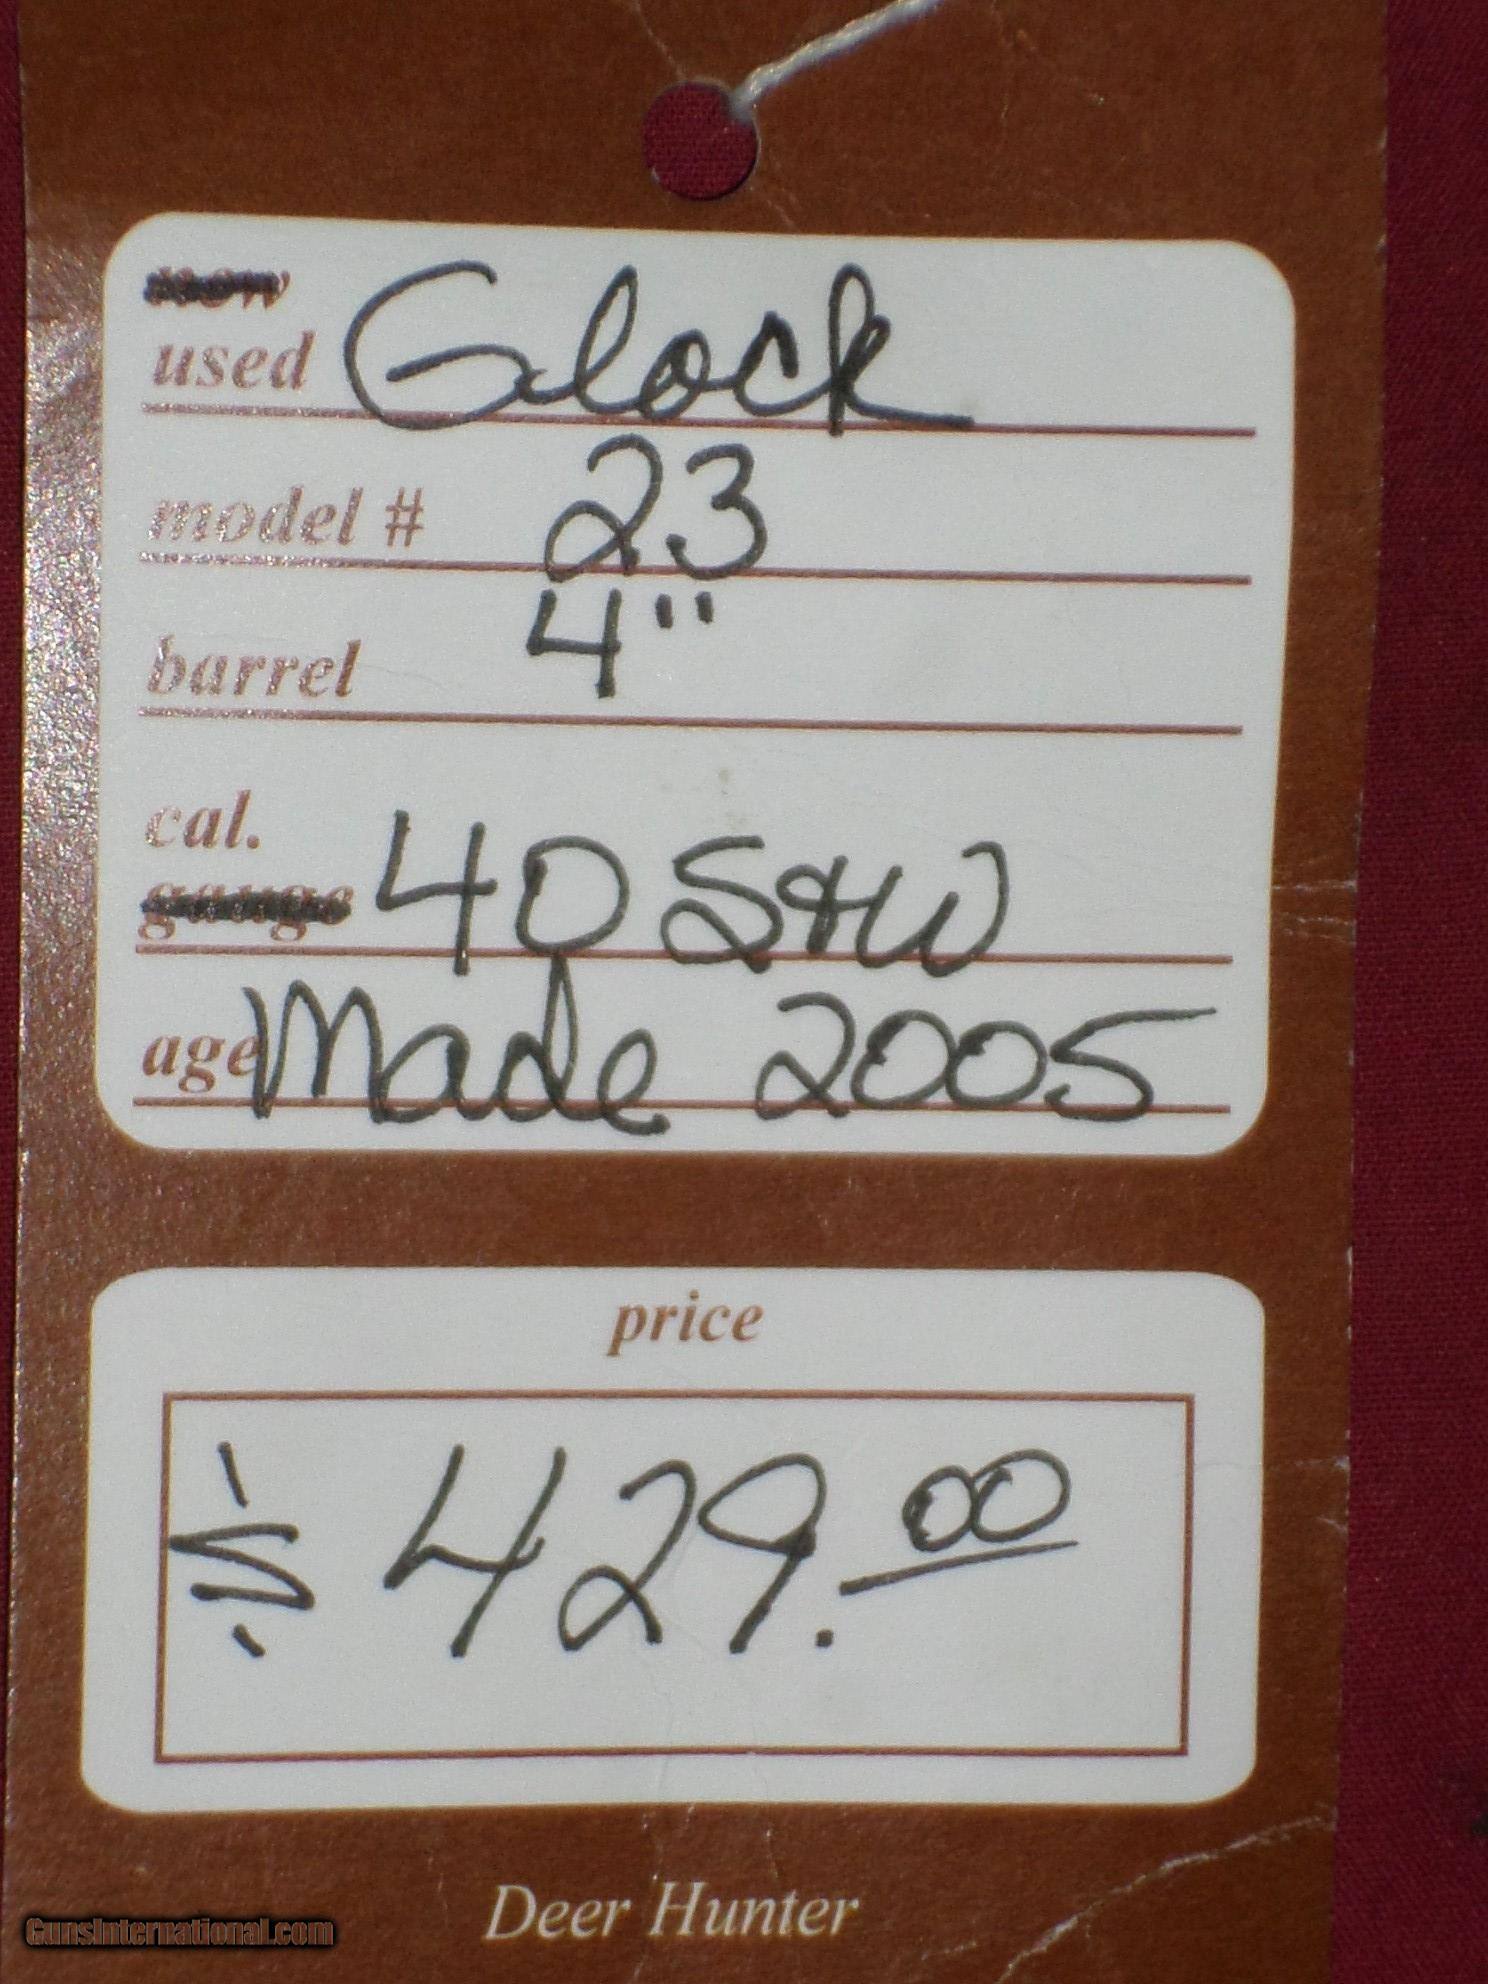 new
used Glock
model # 23
barrel 4"
cal.
gauge 40 S&W
age Made 2005
price
$ 429.00
Deer Hunter
GunsInternational.com